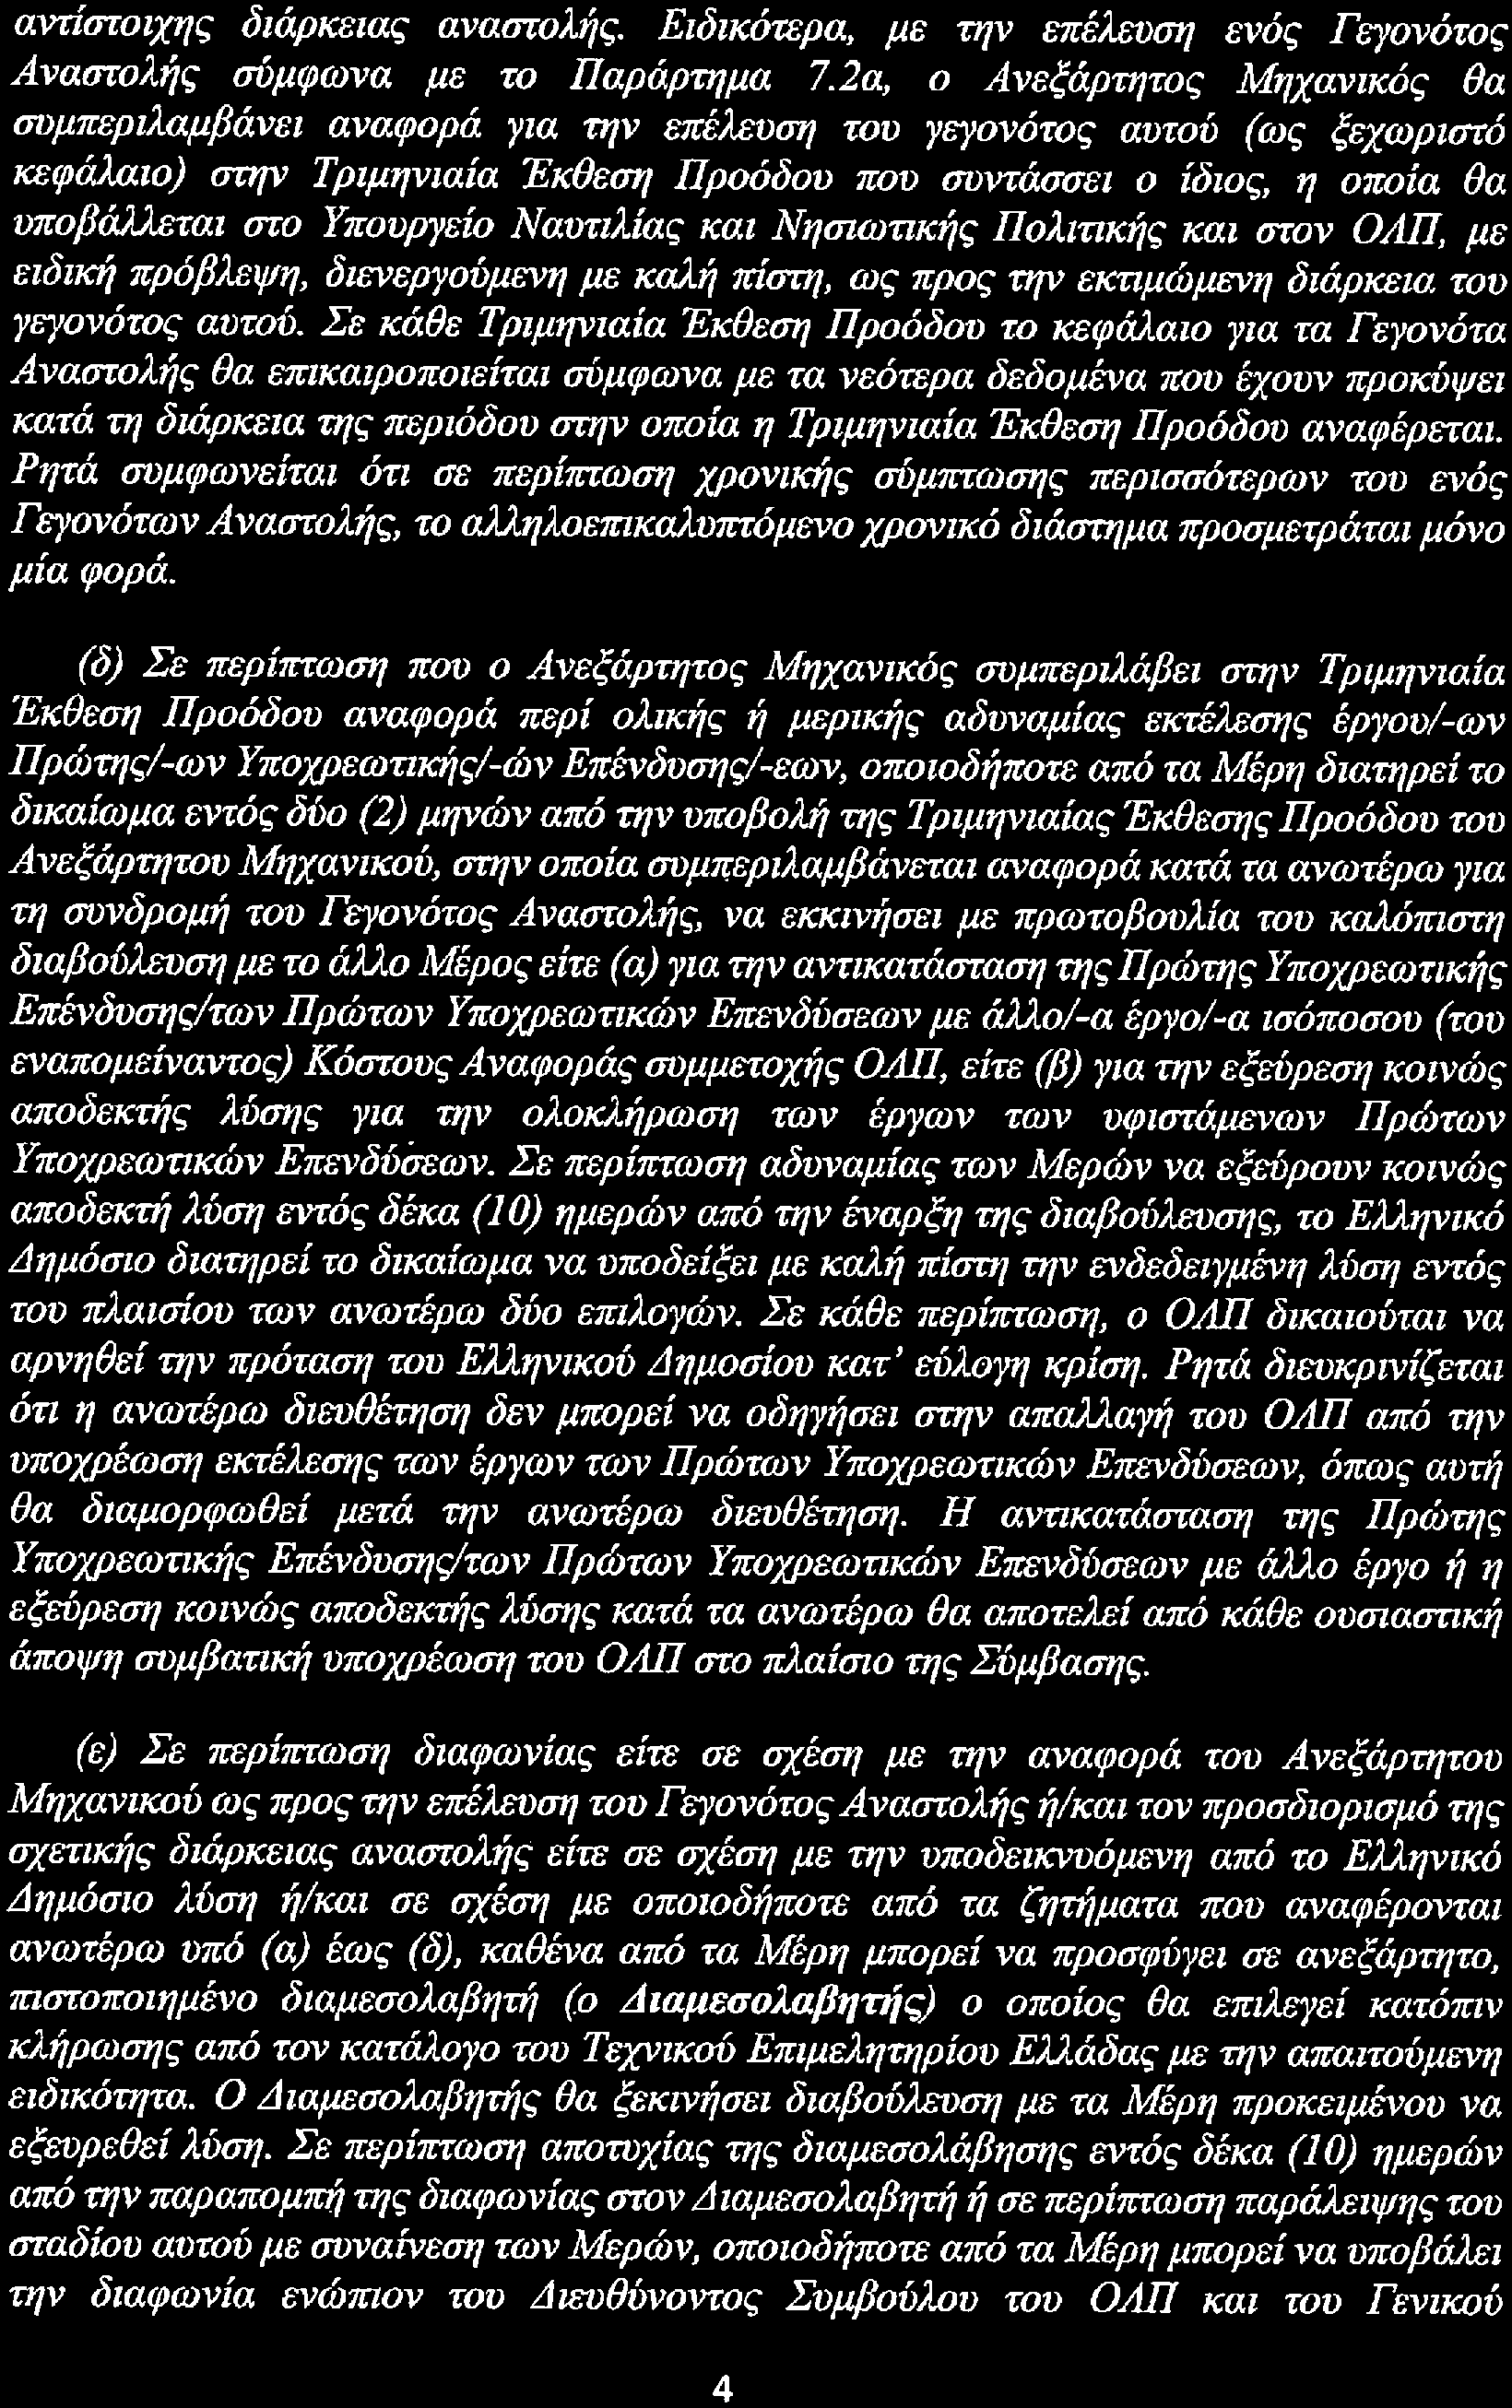 αντίστοιχης διάρκειας αναστολής. Ειδικότερα, με την επέλευση ενός Γεγονότος
Αναστολής σύμφωνα με το Παράρτημα 7.2α, ο Ανεξάρτητος Μηχανικός θα
συμπεριλαμβάνει αναφορά για την επέλευση του γεγονότος αυτού (ως ξεχωριστό
κεφάλαιο) στην Τριμηνιαία Έκθεση Προόδου που συντάσσει ο ίδιος, η οποία θα
υποβάλλεται στο Υπουργείο Ναυτιλίας και Νησιωτικής Πολιτικής και στον ΟΛΠ, με
ειδική πρόβλεψη, διενεργούμενη με καλή πίστη, ως προς την εκτιμώμενη διάρκεια του
γεγονότος αυτού. Σε κάθε Τριμηνιαία Έκθεση Προόδου το κεφάλαιο για τα Γεγονότα
Αναστολής θα επικαιροποιείται σύμφωνα με τα νεότερα δεδομένα που έχουν προκύψει
κατά τη διάρκεια της περιόδου στην οποία η Τριμηνιαία Έκθεση Προόδου αναφέρεται.
Ρητά συμφωνείται ότι σε περίπτωση χρονικής σύμπτωσης περισσότερων του ενός
Γεγονότων Αναστολής, το αλληλοεπικαλυπτόμενο χρονικό διάστημα προσμετράται μόνο
μία φορά.
(δ) Σε περίπτωση που ο Ανεξάρτητος Μηχανικός συμπεριλάβει στην Τριμηνιαία
Έκθεση Προόδου αναφορά περί ολικής ή μερικής αδυναμίας εκτέλεσης έργου/-ων
Πρώτης/-ων Υποχρεωτικής/-ών Επένδυσης/-εων, οποιοδήποτε από τα Μέρη διατηρεί το
δικαίωμα εντός δύο (2) μηνών από την υποβολή της Τριμηνιαίας Έκθεσης Προόδου του
Ανεξάρτητου Μηχανικού, στην οποία συμπεριλαμβάνεται αναφορά κατά τα ανωτέρω για
τη συνδρομή του Γεγονότος Αναστολής, να εκκινήσει με πρωτοβουλία του καλόπιστη
διαβούλευση με το άλλο Μέρος είτε (α) για την αντικατάσταση της Πρώτης Υποχρεωτικής
Επένδυσης/των Πρώτων Υποχρεωτικών Επενδύσεων με άλλο/-α έργο/-α ισόποσου (του
εναπομείναντος) Κόστους Αναφοράς συμμετοχής ΟΛΠ, είτε (β) για την εξεύρεση κοινώς
αποδεκτής λύσης για την ολοκλήρωση των έργων των υφιστάμενων Πρώτων
Υποχρεωτικών Επενδύσεων. Σε περίπτωση αδυναμίας των Μερών να εξεύρουν κοινώς
αποδεκτή λύση εντός δέκα (10) ημερών από την έναρξη της διαβούλευσης, το Ελληνικό
Δημόσιο διατηρεί το δικαίωμα να υποδείξει με καλή πίστη την ενδεδειγμένη λύση εντός
του πλαισίου των ανωτέρω δύο επιλογών. Σε κάθε περίπτωση, ο ΟΛΠ δικαιούται να
αρνηθεί την πρόταση του Ελληνικού Δημοσίου κατ’ εύλογη κρίση. Ρητά διευκρινίζεται
ότι η ανωτέρω διευθέτηση δεν μπορεί να οδηγήσει στην απαλλαγή του ΟΛΠ από την
υποχρέωση εκτέλεσης των έργων των Πρώτων Υποχρεωτικών Επενδύσεων, όπως αυτή
θα διαμορφωθεί μετά την ανωτέρω διευθέτηση. Η αντικατάσταση της Πρώτης
Υποχρεωτικής Επένδυσης/των Πρώτων Υποχρεωτικών Επενδύσεων με άλλο έργο ή η
εξεύρεση κοινώς αποδεκτής λύσης κατά τα ανωτέρω θα αποτελεί από κάθε ουσιαστική
άποψη συμβατική υποχρέωση του ΟΛΠ στο πλαίσιο της Σύμβασης.
(ε) Σε περίπτωση διαφωνίας είτε σε σχέση με την αναφορά του Ανεξάρτητου
Μηχανικού ως προς την επέλευση του Γεγονότος Αναστολής ή/και τον προσδιορισμό της
σχετικής διάρκειας αναστολής είτε σε σχέση με την υποδεικνυόμενη από το Ελληνικό
Δημόσιο λύση ή/και σε σχέση με οποιοδήποτε από τα ζητήματα που αναφέρονται
ανωτέρω υπό (α) έως (δ), καθένα από τα Μέρη μπορεί να προσφύγει σε ανεξάρτητο,
πιστοποιημένο διαμεσολαβητή (ο Διαμεσολαβητής) ο οποίος θα επιλεγεί κατόπιν
κλήρωσης από τον κατάλογο του Τεχνικού Επιμελητηρίου Ελλάδας με την απαιτούμενη
ειδικότητα. Ο Διαμεσολαβητής θα ξεκινήσει διαβούλευση με τα Μέρη προκειμένου να
εξευρεθεί λύση. Σε περίπτωση αποτυχίας της διαμεσολάβησης εντός δέκα (10) ημερών
από την παραπομπή της διαφωνίας στον Διαμεσολαβητή ή σε περίπτωση παράλειψης του
σταδίου αυτού με συναίνεση των Μερών, οποιοδήποτε από τα Μέρη μπορεί να υποβάλει
την διαφωνία ενώπιον του Διευθύνοντος Συμβούλου του ΟΛΠ και του Γενικού
4